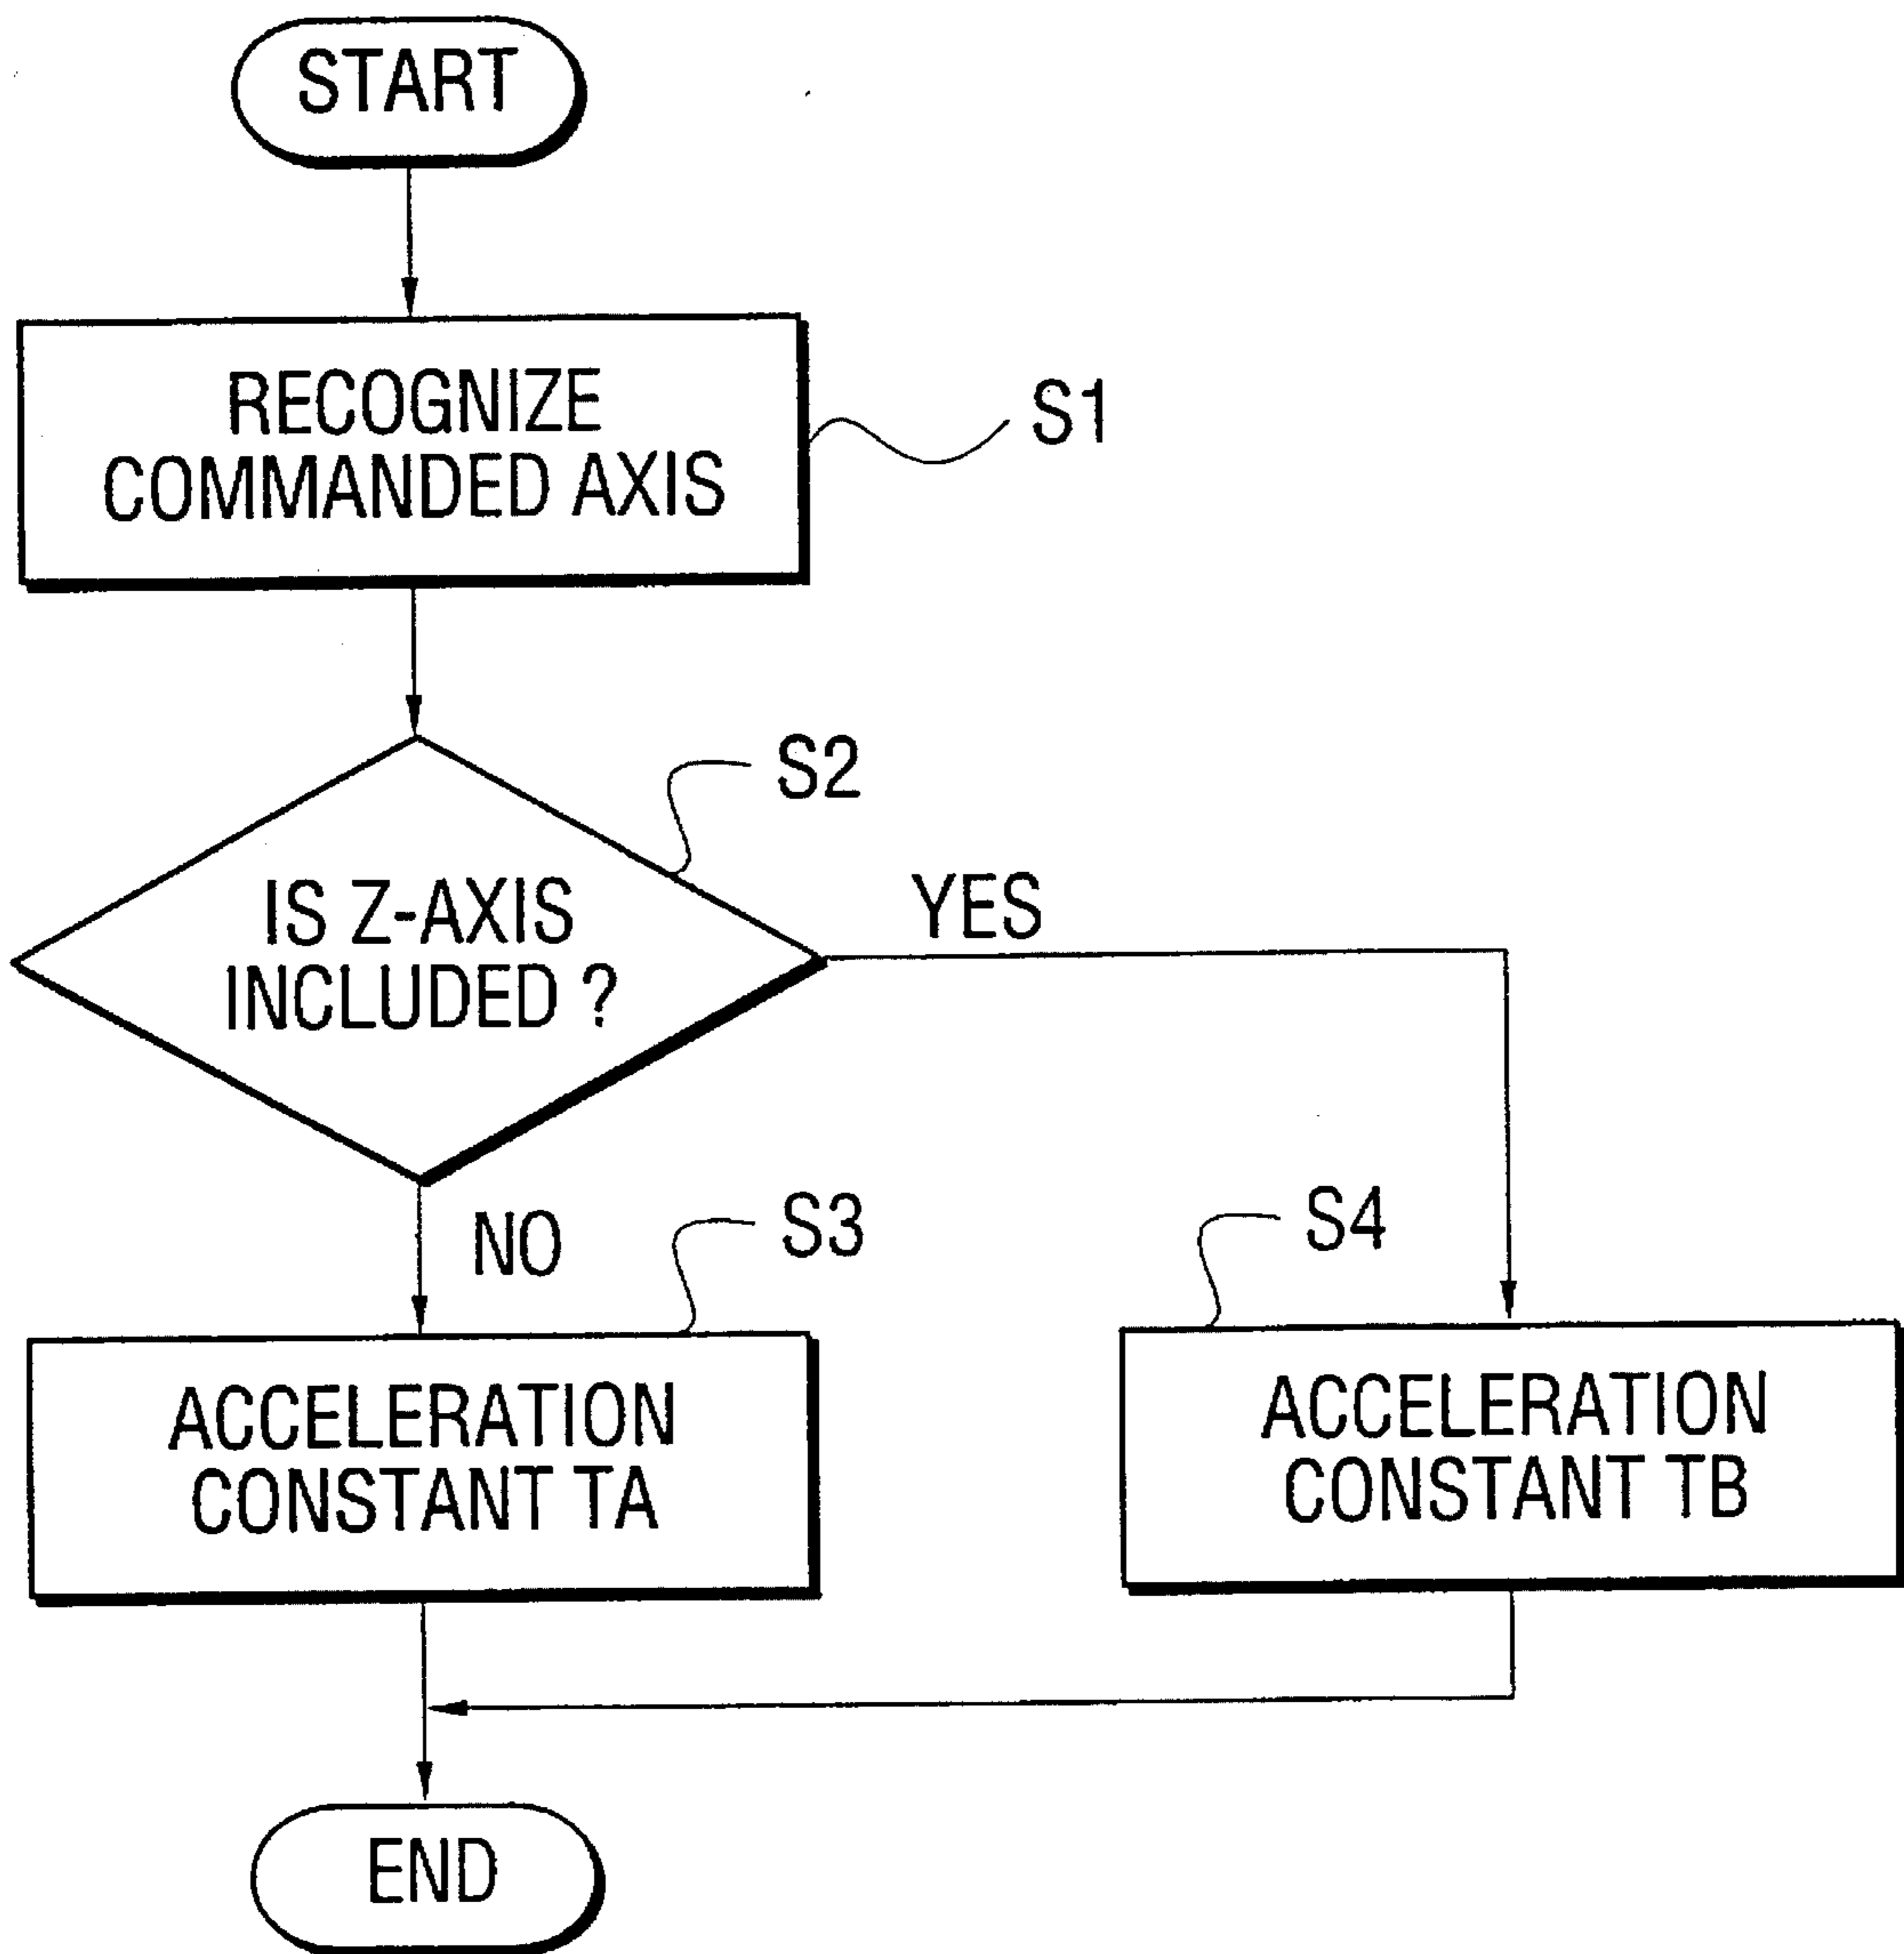 START
RECOGNIZE
COMMANDED AXIS
S1
S2
IS Z-AXIS
INCLUDED ?
YES
NO
S3
S4
ACCELERATION
CONSTANT TA
ACCELERATION
CONSTANT TB
END